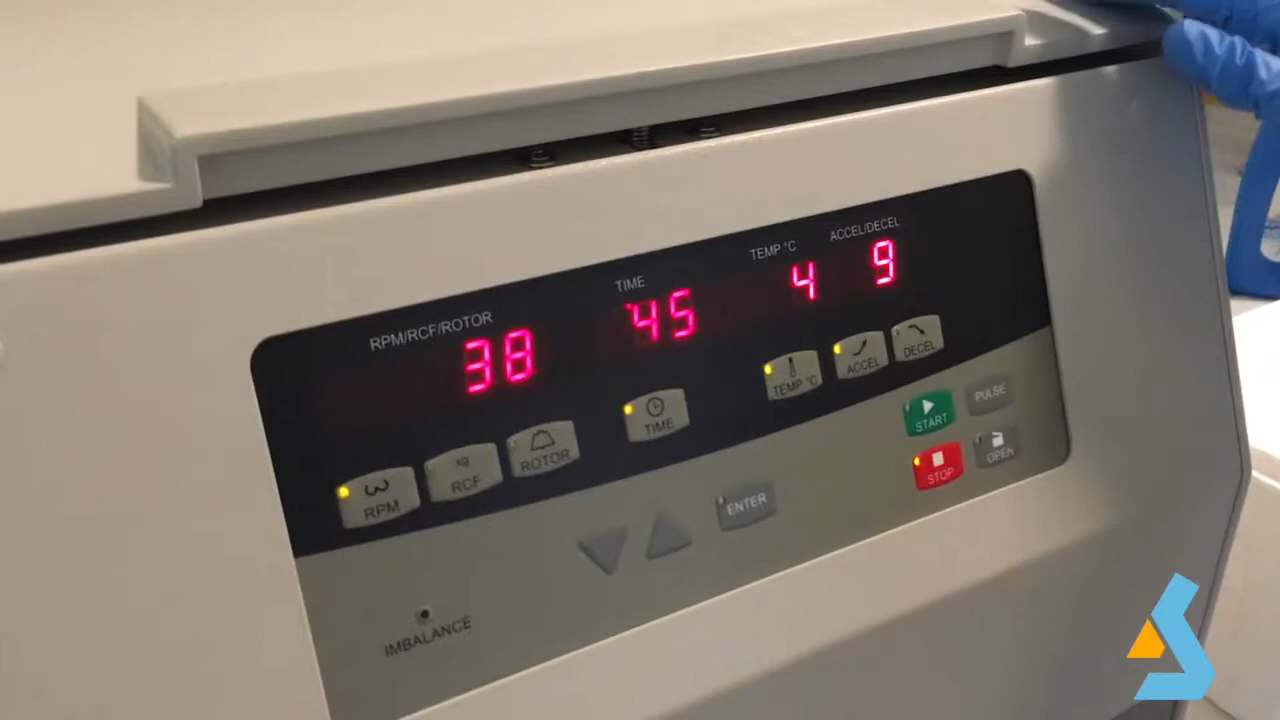 RPM/RCF/ROTOR
TIME
TEMP °C
ACCEL/DECEL
38
45
4
9
RPM
xg
RCF
ROTOR
TIME
TEMP °C
ACCEL
DECEL
START
PULSE
STOP
OPEN
ENTER
IMBALANCE